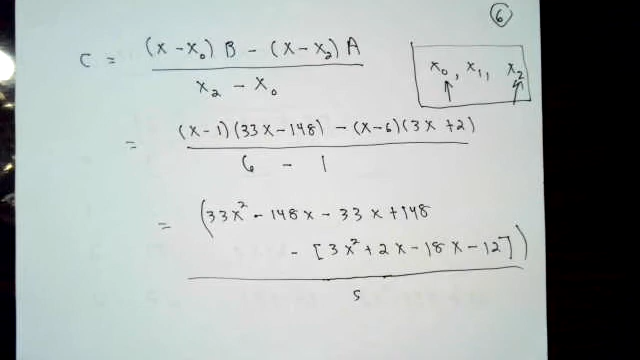 6
C = (x - x₀) B - (x - x₂) A
x₂ - x₀
x₀, x₁, x₂
= (x - 1)(33x - 148) - (x - 6)(3x + 2)
6 - 1
= (33x² - 148x - 33x + 148
- [3x² + 2x - 18x - 12])
5